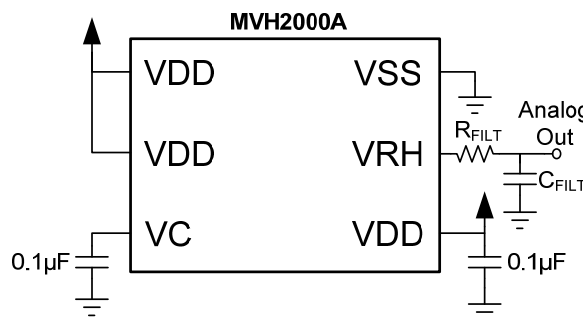 MVH2000A
VDD VSS
Analog
Out
RFILT
VDD VRH
CFILT
VC VDD
0.1µF 0.1µF